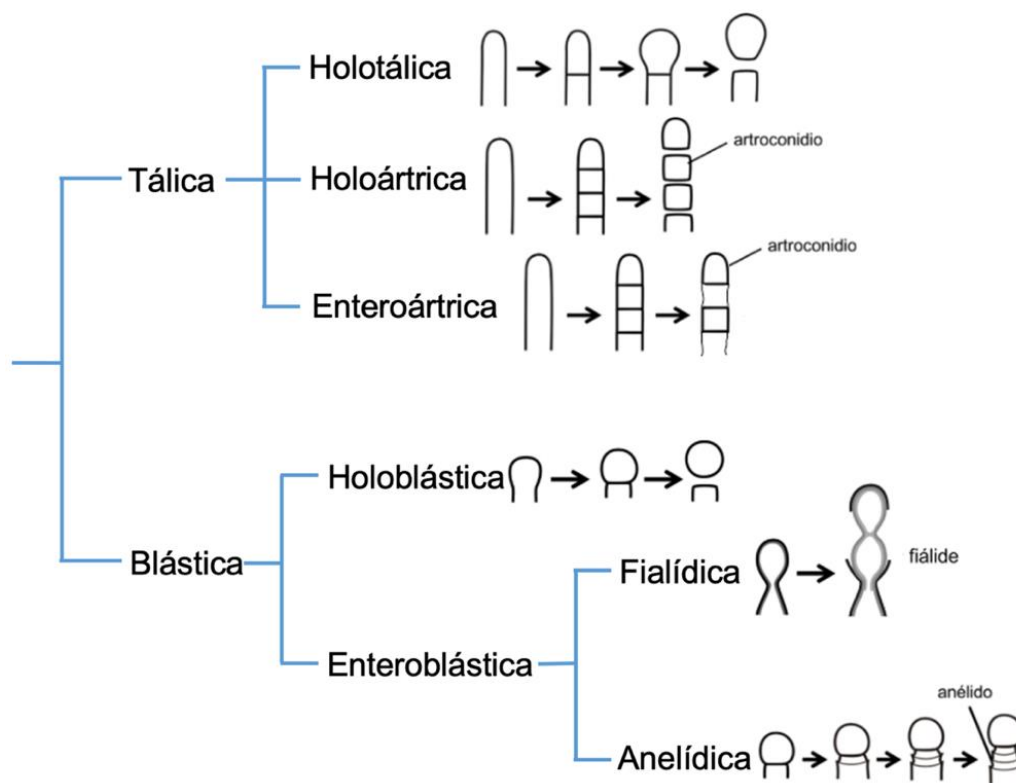 Holotálica
artroconidio
Tálica
Holoártrica
artroconidio
Enteroártrica
Holoblástica
Blástica
Fialídica
fiálide
Enteroblástica
anélido
Anelídica